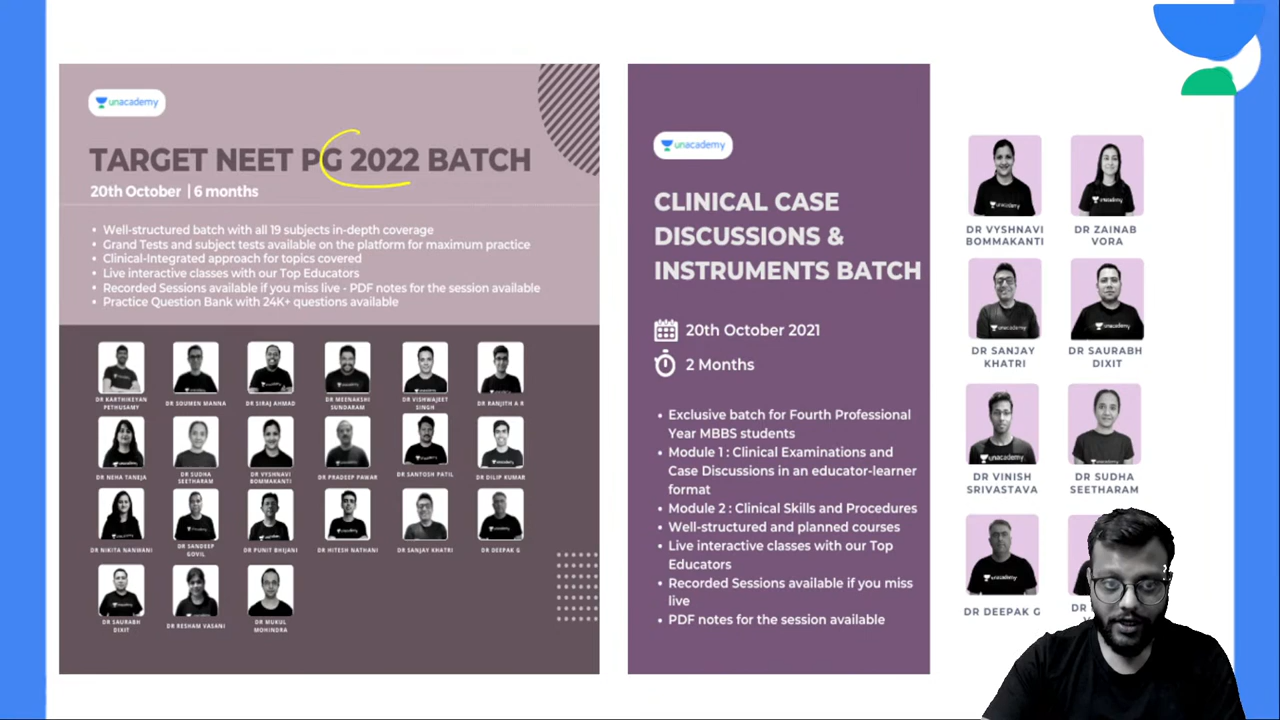 unacademy
TARGET NEET PG 2022 BATCH
20th October | 6 months
• Well-structured batch with all 19 subjects in-depth coverage
• Grand Tests and subject tests available on the platform for maximum practice
• Clinical-Integrated approach for topics covered
• Live interactive classes with our Top Educators
• Recorded Sessions available if you miss live - PDF notes for the session available
• Practice Question Bank with 24K+ questions available
DR KARTHIKEYAN PETHUSAMY
DR SOUMEN MANNA
DR SIRAJ AHMAD
DR MEENAKSHI SUNDARAM
DR VISHWAJEET SINGH
DR RANJITH A R
DR NEHA TANEJA
DR SUDHA SEETHARAM
DR VYSHNAVI BOMMAKANTI
DR PRADEEP PAWAR
DR SANTOSH PATIL
DR DILIP KUMAR
DR NIKITA NANWANI
DR SANDEEP GOVIL
DR PUNIT BHIJANI
DR HITESH NATHANI
DR SANJAY KHATRI
DR DEEPAK G
DR SAURABH DIXIT
DR RESHAM VASANI
DR MUKUL MOHINDRA
unacademy
CLINICAL CASE
DISCUSSIONS &
INSTRUMENTS BATCH
20th October 2021
2 Months
• Exclusive batch for Fourth Professional
Year MBBS students
• Module 1 : Clinical Examinations and
Case Discussions in an educator-learner
format
• Module 2 : Clinical Skills and Procedures
• Well-structured and planned courses
• Live interactive classes with our Top
Educators
• Recorded Sessions available if you miss
live
• PDF notes for the session available
DR VYSHNAVI
BOMMAKANTI
DR ZAINAB
VORA
DR SANJAY
KHATRI
DR SAURABH
DIXIT
DR VINISH
SRIVASTAVA
DR SUDHA
SEETHARAM
DR DEEPAK G